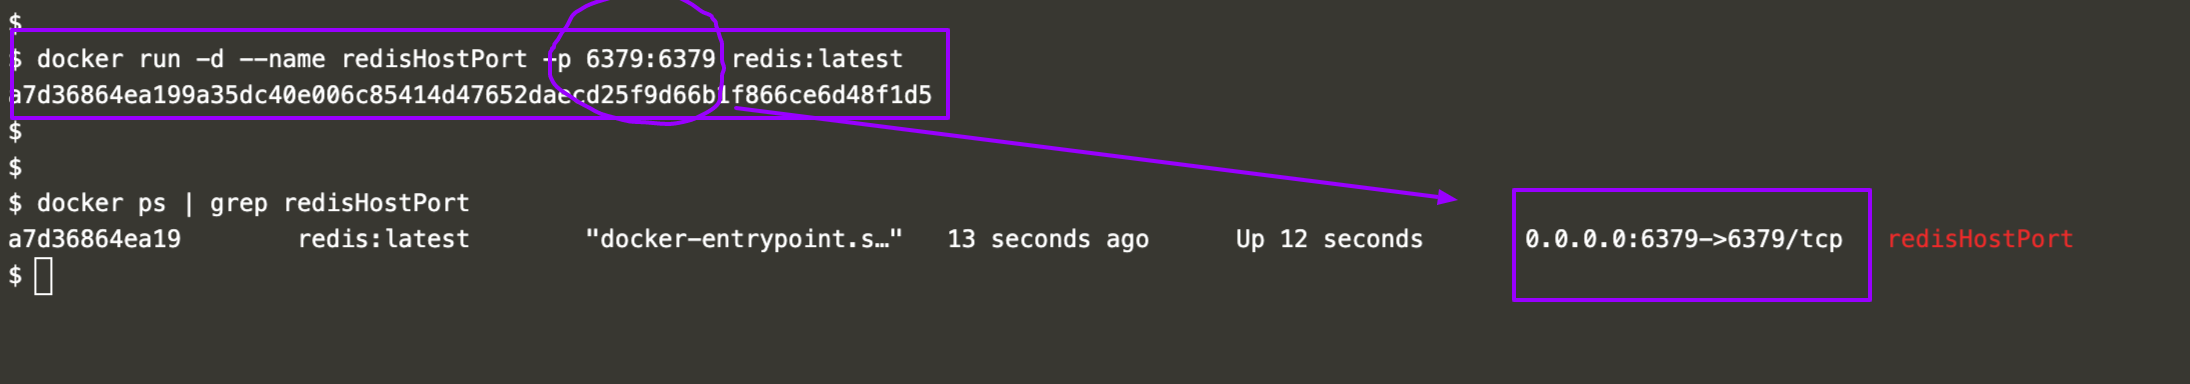 $
$ docker run -d --name redisHostPort -p 6379:6379 redis:latest
a7d36864ea199a35dc40e006c85414d47652daecd25f9d66b1f866ce6d48f1d5
$
$
$ docker ps | grep redisHostPort
a7d36864ea19 redis:latest "docker-entrypoint.s…" 13 seconds ago Up 12 seconds 0.0.0.0:6379->6379/tcp redisHostPort
$